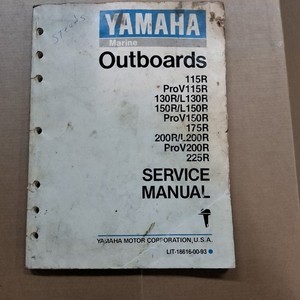 YAMAHA
Marine
Outboards
115R
ProV115R
130R/L130R
150R/L150R
ProV150R
175R
200R/L200R
ProV200R
225R
SERVICE
MANUAL
YAMAHA MOTOR CORPORATION, U.S.A.
LIT-18616-00-93